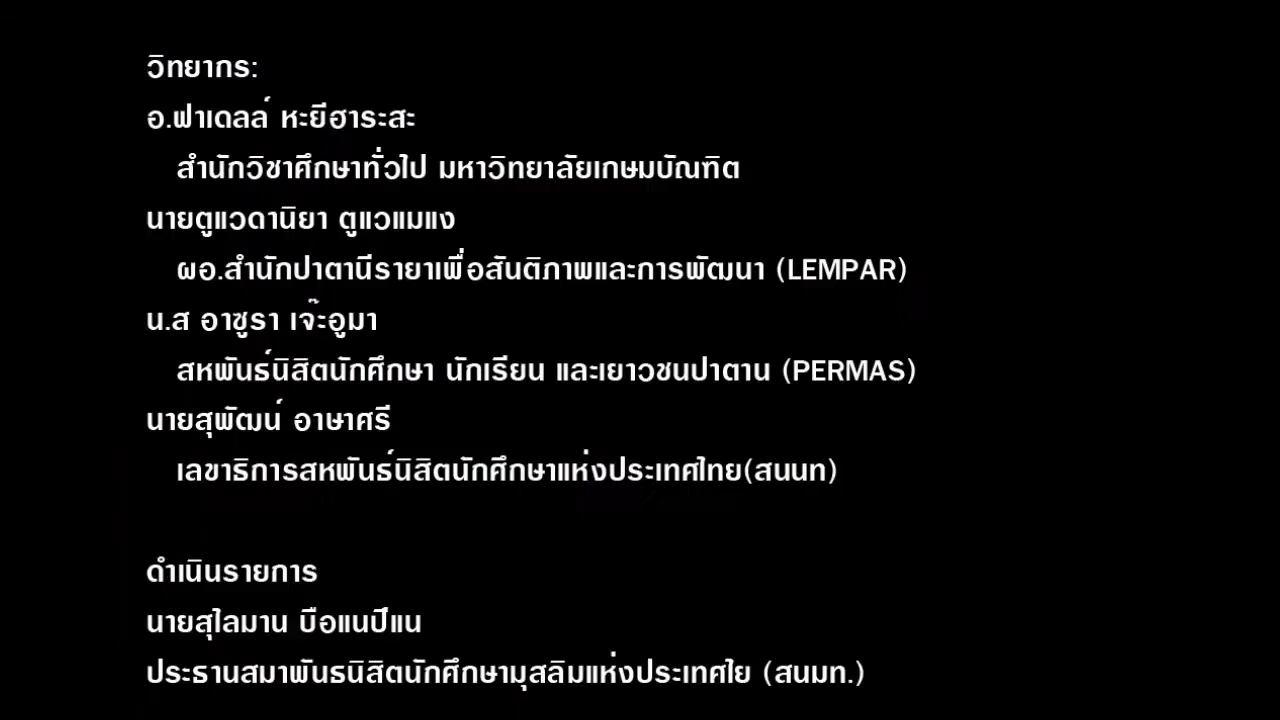 วิทยากร:
อ.ฟาเดลล์ หะยีฮาระสะ
สำนักวิชาศึกษาทั่วไป มหาวิทยาลัยเกษมบัณฑิต
นายตูแวดานิยา ตูแวแมแง
ผอ.สำนักปาตานีรายาเพื่อสันติภาพและการพัฒนา (LEMPAR)
น.ส อาซูรา เจ๊ะอูมา
สหพันธ์นิสิตนักศึกษา นักเรียน และเยาวชนปาตาน (PERMAS)
นายสุพัฒน์ อาษาศรี
เลขาธิการสหพันธ์นิสิตนักศึกษาแห่งประเทศไทย(สนนท)
ดำเนินรายการ
นายสุไลมาน บือแนปีแน
ประธานสมาพันธนิสิตนักศึกษามุสลิมแห่งประเทศไย (สนมท.)